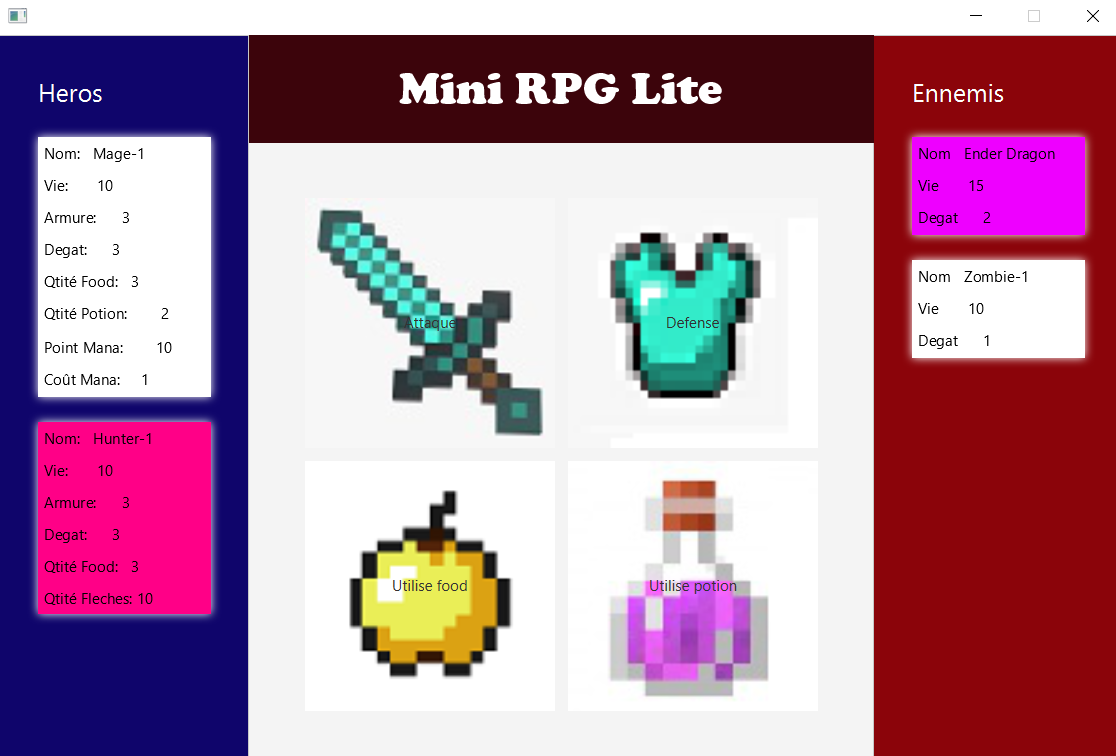 Heros
Nom: Mage-1
Vie: 10
Armure: 3
Degat: 3
Qtité Food: 3
Qtité Potion: 2
Point Mana: 10
Coût Mana: 1
Nom: Hunter-1
Vie: 10
Armure: 3
Degat: 3
Qtité Food: 3
Qtité Fleches: 10
Mini RPG Lite
Attaque
Defense
Utilise food
Utilise potion
Ennemis
Nom Ender Dragon
Vie 15
Degat 2
Nom Zombie-1
Vie 10
Degat 1